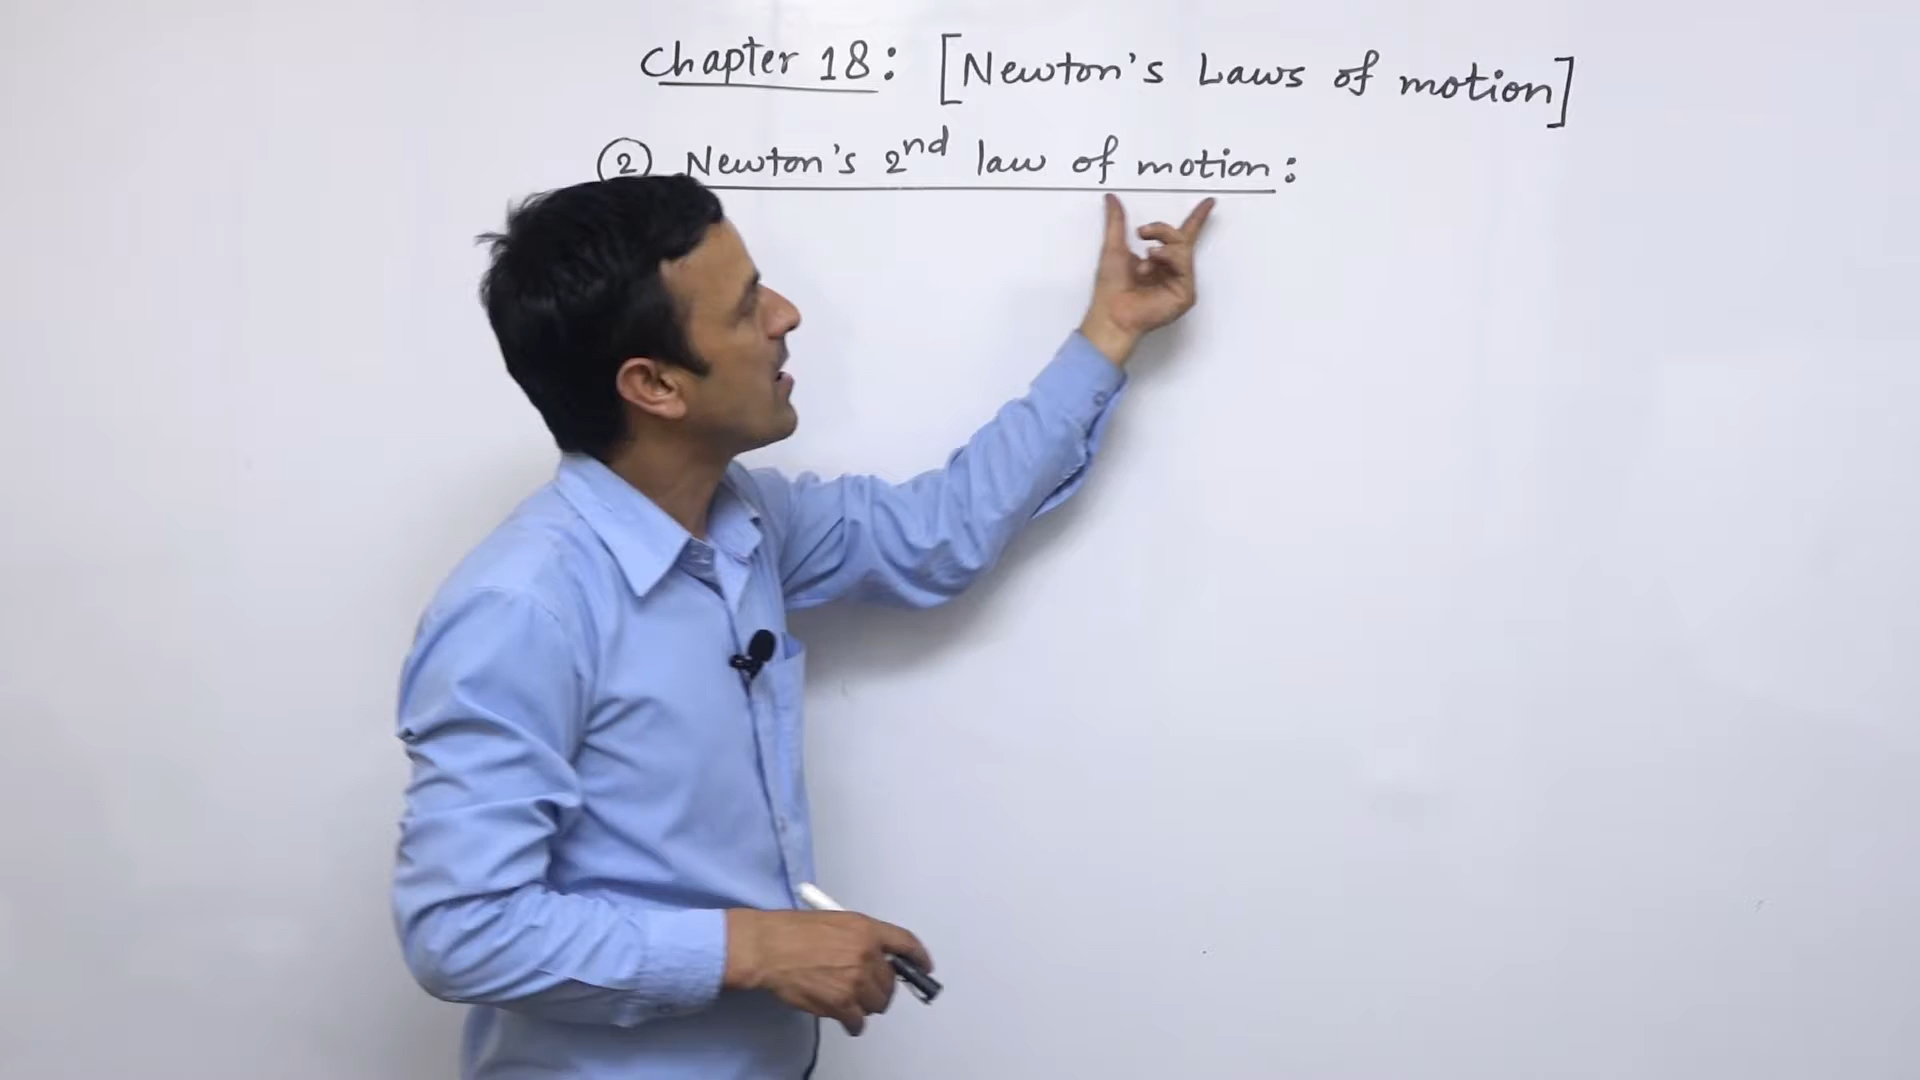 Chapter 18: [Newton's Laws of motion]
② Newton's 2nd law of motion: